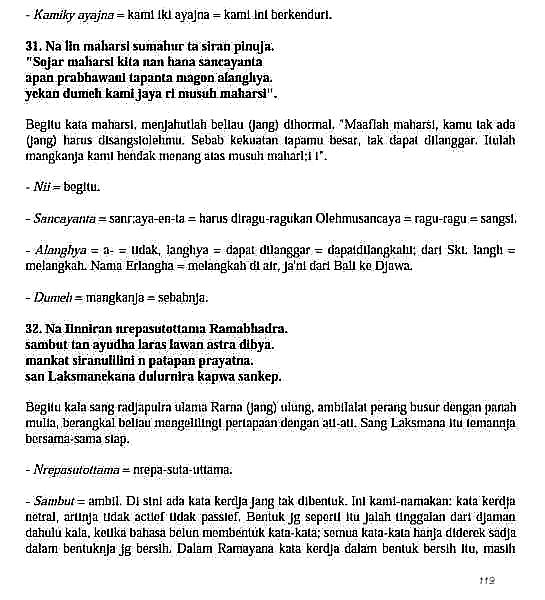 - Kamiky ayajna = kami iki ayajna = kami ini berkenduri.
31. Na lin maharsi sumahur ta siran pinuja.
"Sojar maharsi kita nan hana sancayanta
apan prabhawani tapanta magon alanghya.
yekan dumeh kami jaya ri musuh maharsi".
Begitu kata maharsi, menjahutlah beliau (jang) dihormai. "Maaflah maharsi, kamu tak ada
(jang) harus disangsiolehmu. Sebab kekuatan tapamu besar, tak dapat dilanggar. Itulah
mangkanja kami hendak menang atas musuh mahari;i i".
- Nii = begitu.
- Sancayanta = sanr;aya-en-ta = harus diragu-ragukan Olehmusancaya = ragu-ragu = sangsi.
- Alanghya = a- = tidak, langhya = dapat dilanggar = dapatdilangkahi; dari Skt. langh =
melangkah. Nama Erlangha = melangkah di air, ja'ni dari Bali ke Djawa.
- Dumeh = mangkanja = sebabnja.
32. Na linniran nrepasutottama Ramabhadra.
sambut tan ayudha laras lawan astra dibya.
mankat siranulilini n patapan prayatna.
san Laksmanekana dulurnira kapwa sankep.
Begitu kala sang radjaputra utama Rama (jang) ulung, ambillalat perang busur dengan panah
mulia, berangkal beliau mengelilingi pertapaan dengan ati-ati. Sang Laksmana itu temannja
bersama-sama siap.
- Nrepasutottama = nrepa-suta-uttama.
- Sambut = ambil. Di sini ada kata kerdja jang tak dibentuk. Ini kami-namakan: kata kerdja
netral, artinja tidak actief tidak passief. Bentuk jg seperti itu jalah tinggalan dari djaman
dahulu kala, ketika bahasa belun membentuk kata-kata; semua kata-kata hanja diderek sadja
dalam bentuknja jg bersih. Dalam Ramayana kata kerdja dalam bentuk bersih itu, masih
119